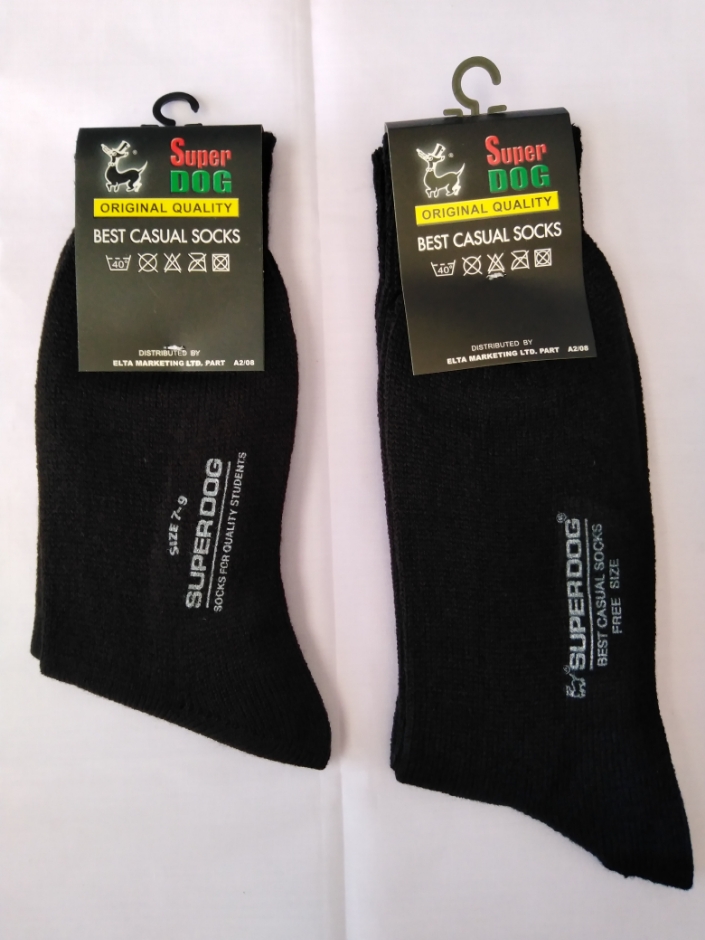 Super
DOG
ORIGINAL QUALITY
BEST CASUAL SOCKS
40°
DISTRIBUTED BY
ELTA MARKETING LTD. PART A2/08
SIZE 7-9
SUPERDOG
SOCKS FOR QUALITY STUDENTS
Super
DOG
ORIGINAL QUALITY
BEST CASUAL SOCKS
40°
DISTRIBUTED BY
ELTA MARKETING LTD. PART A2/08
SUPERDOG®
BEST CASUAL SOCKS
FREE SIZE